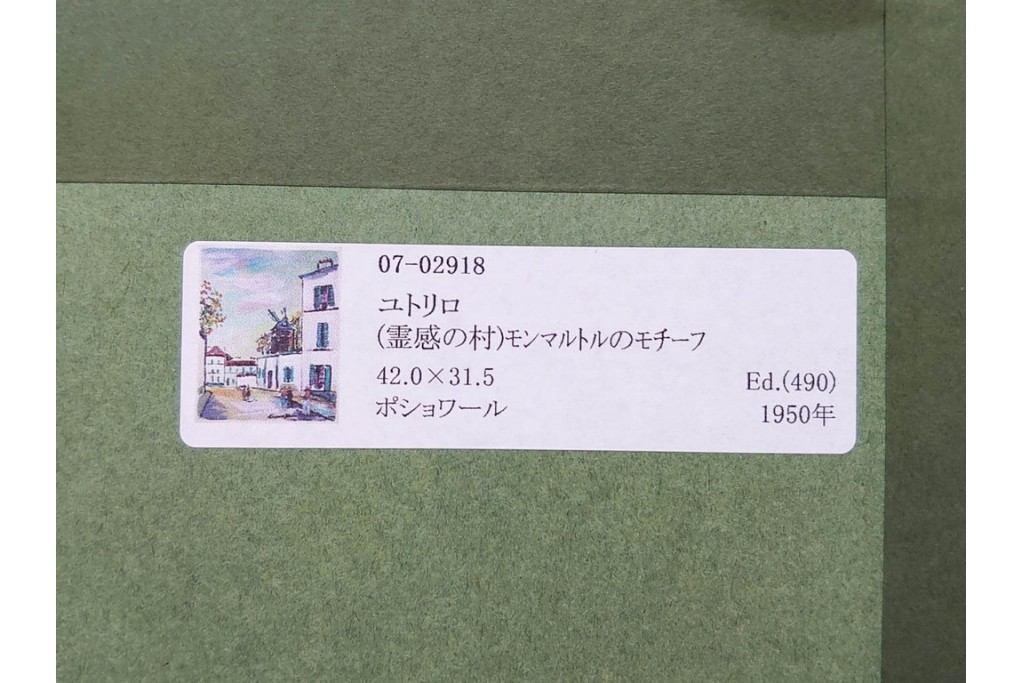 07-02918
ユトリロ
(霊感の村)モンマルトルのモチーフ
42.0×31.5 Ed.(490)
ポショワール 1950年